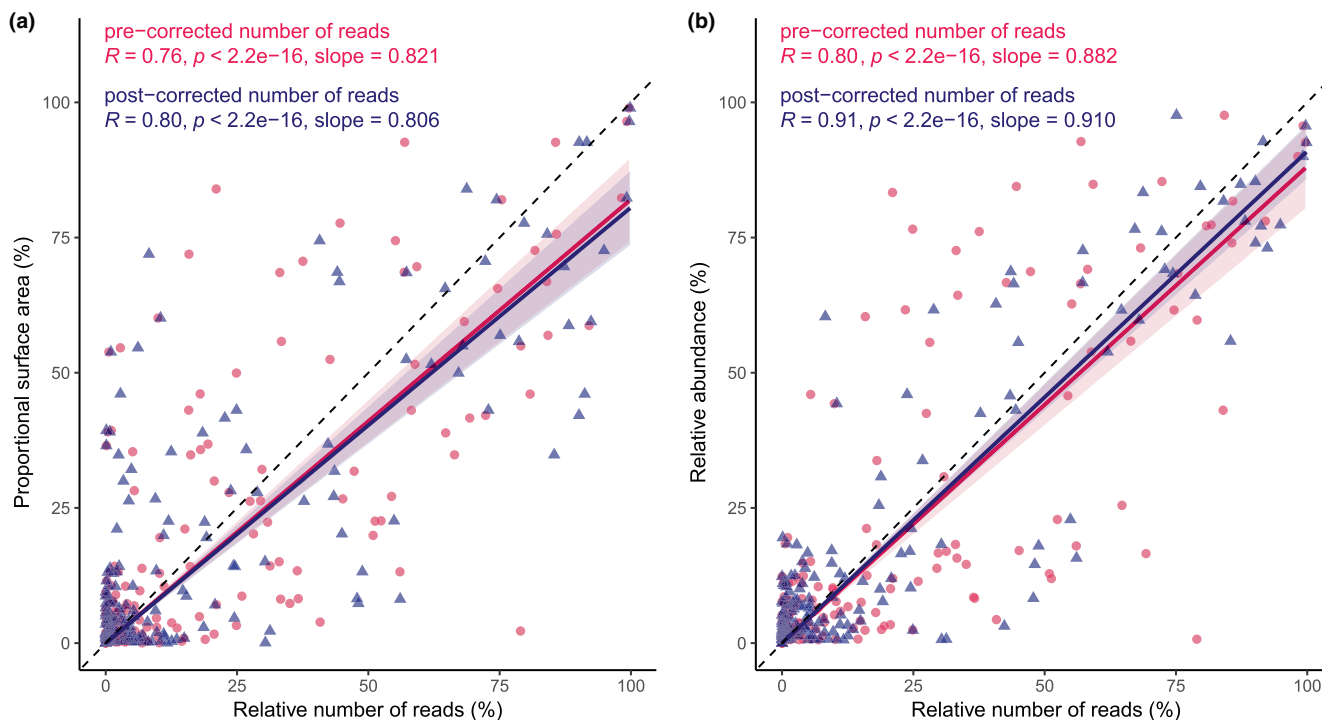 (a)
pre−corrected number of reads
R = 0.76, p < 2.2e−16, slope = 0.821
post−corrected number of reads
R = 0.80, p < 2.2e−16, slope = 0.806
100
75
50
25
0
Proportional surface area (%)
0 25 50 75 100
Relative number of reads (%)
(b)
pre−corrected number of reads
R = 0.80, p < 2.2e−16, slope = 0.882
post−corrected number of reads
R = 0.91, p < 2.2e−16, slope = 0.910
100
75
50
25
0
Relative abundance (%)
0 25 50 75 100
Relative number of reads (%)